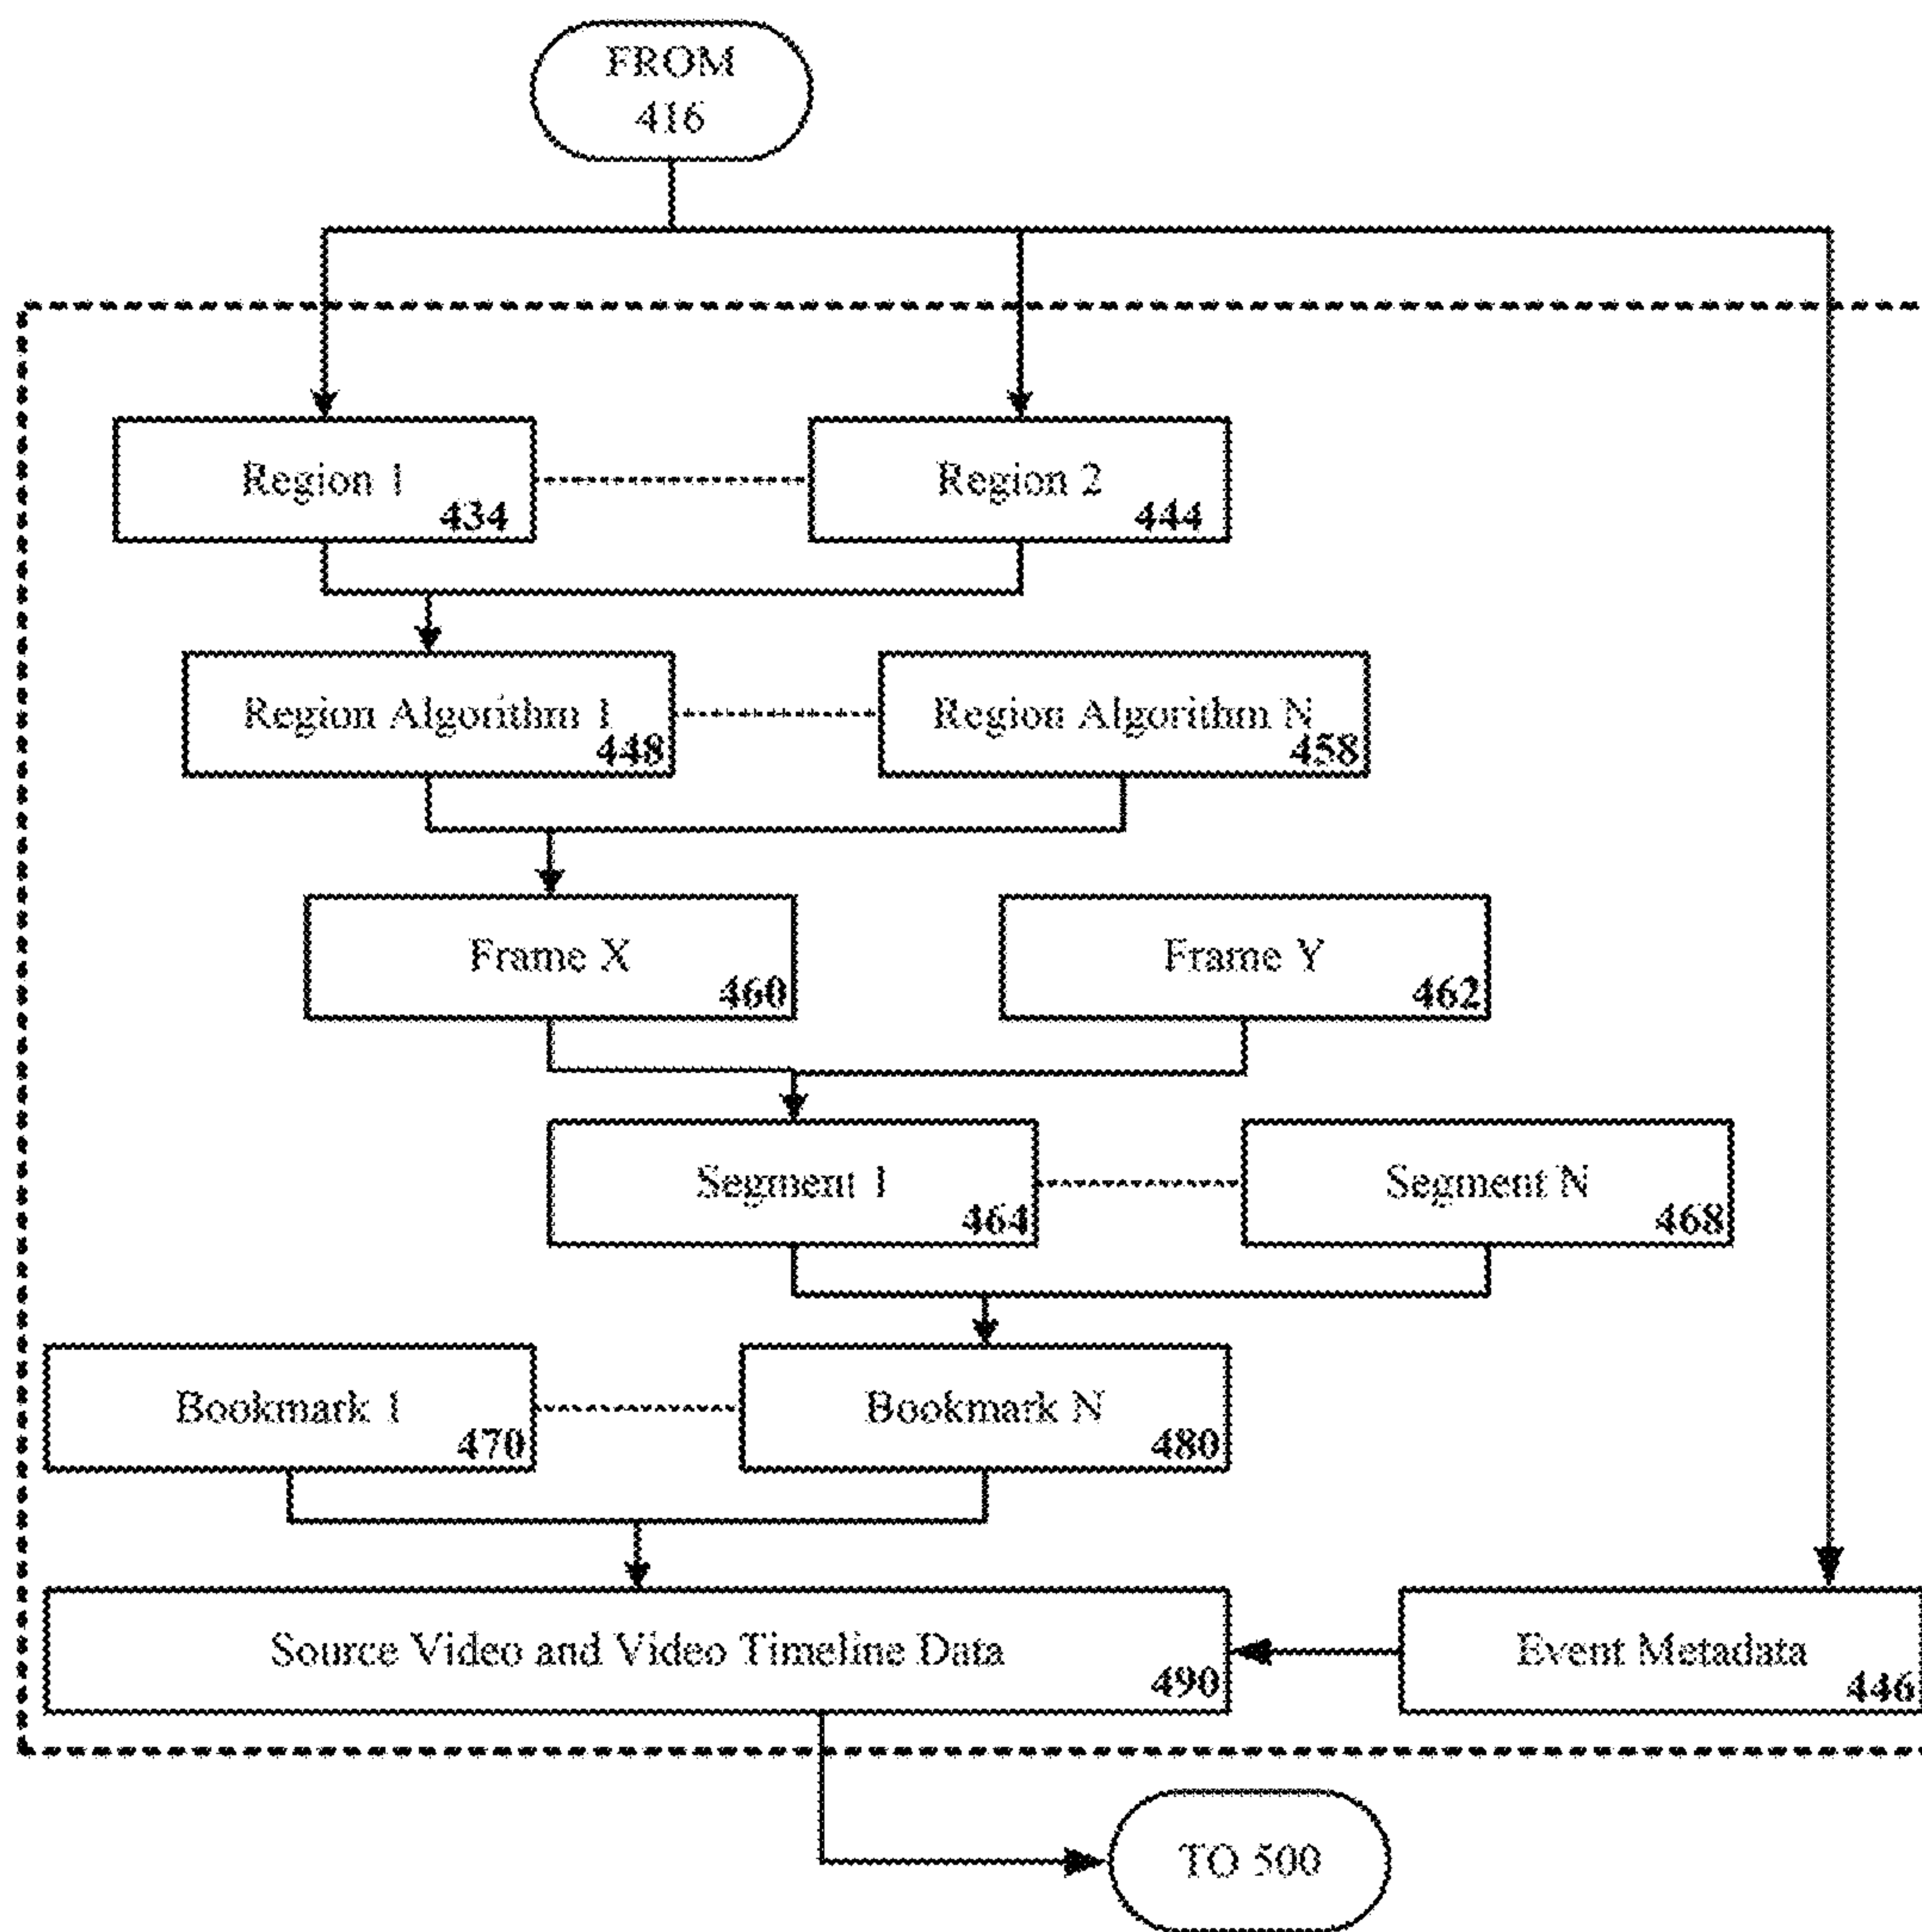 FROM
416
Region 1
434
Region 2
444
Region Algorithm 1
448
Region Algorithm N
458
Frame X
460
Frame Y
462
Segment 1
464
Segment N
468
Bookmark 1
470
Bookmark N
480
Source Video and Video Timeline Data
490
Event Metadata
446
TO 500